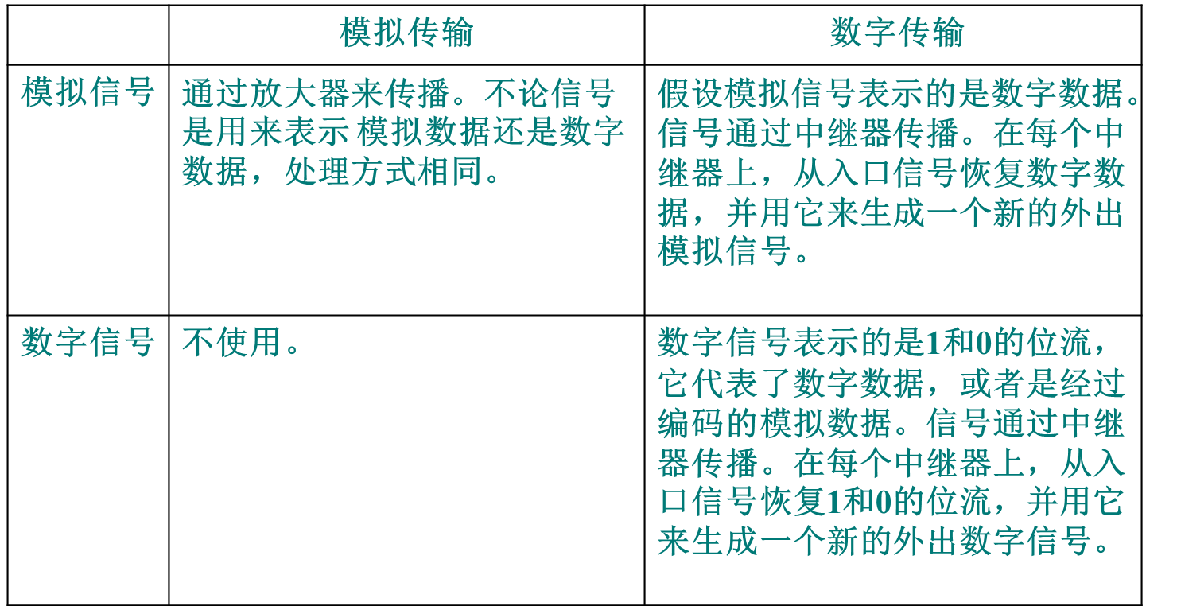 模拟传输
数字传输
模拟信号
通过放大器来传播。不论信号
是用来表示 模拟数据还是数字
数据，处理方式相同。
假设模拟信号表示的是数字数据。
信号通过中继器传播。在每个中
继器上，从入口信号恢复数字数
据，并用它来生成一个新的外出
模拟信号。
数字信号
不使用。
数字信号表示的是1和0的位流，
它代表了数字数据，或者是经过
编码的模拟数据。信号通过中继
器传播。在每个中继器上，从入
口信号恢复1和0的位流，并用它
来生成一个新的外出数字信号。